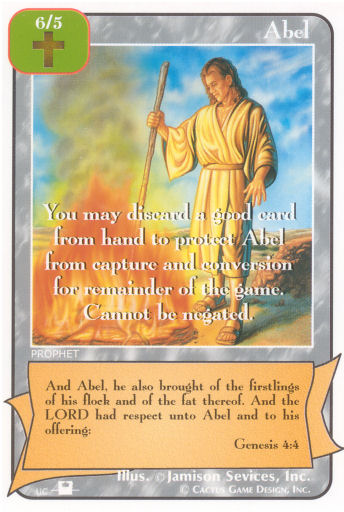 6/5
Abel
You may discard a good card
from hand to protect Abel
from capture and conversion
for remainder of the game.
Cannot be negated.
PROPHET
And Abel, he also brought of the firstlings
of his flock and of the fat thereof. And the
LORD had respect unto Abel and to his
offering:
Genesis 4:4
Illus. © Jamison Sevices, Inc.
UC
© Cactus Game Design, Inc.